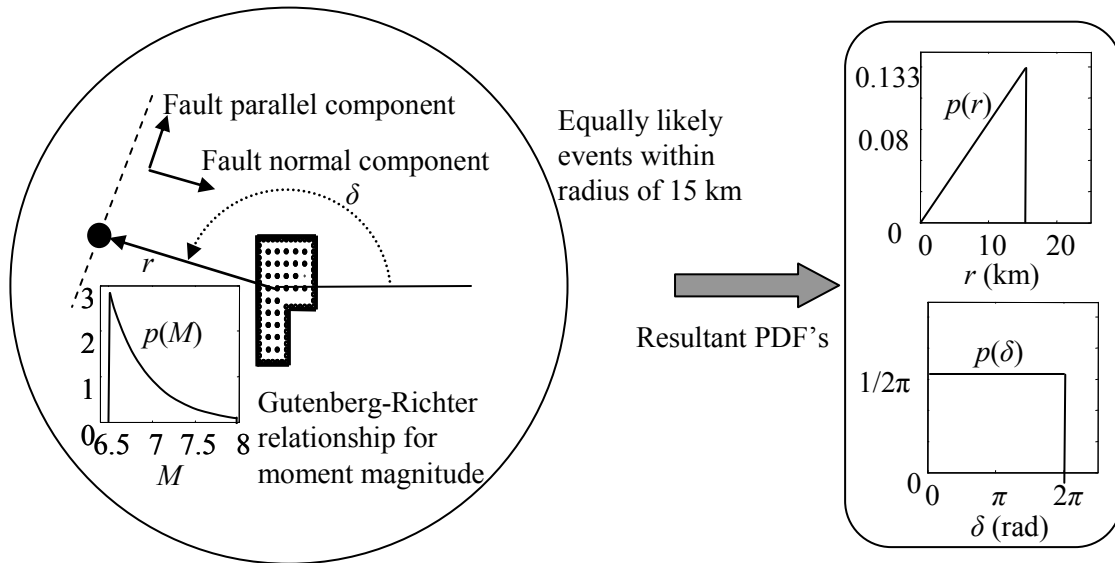 Fault parallel component
Fault normal component
δ
r
3
2
1
0
p(M)
6.5 7 7.5 8
M
Gutenberg-Richter
relationship for
moment magnitude
Equally likely
events within
radius of 15 km
Resultant PDF's
0.133
0.08
0
p(r)
0 10 20
r (km)
1/2π
0
p(δ)
0 π 2π
δ (rad)